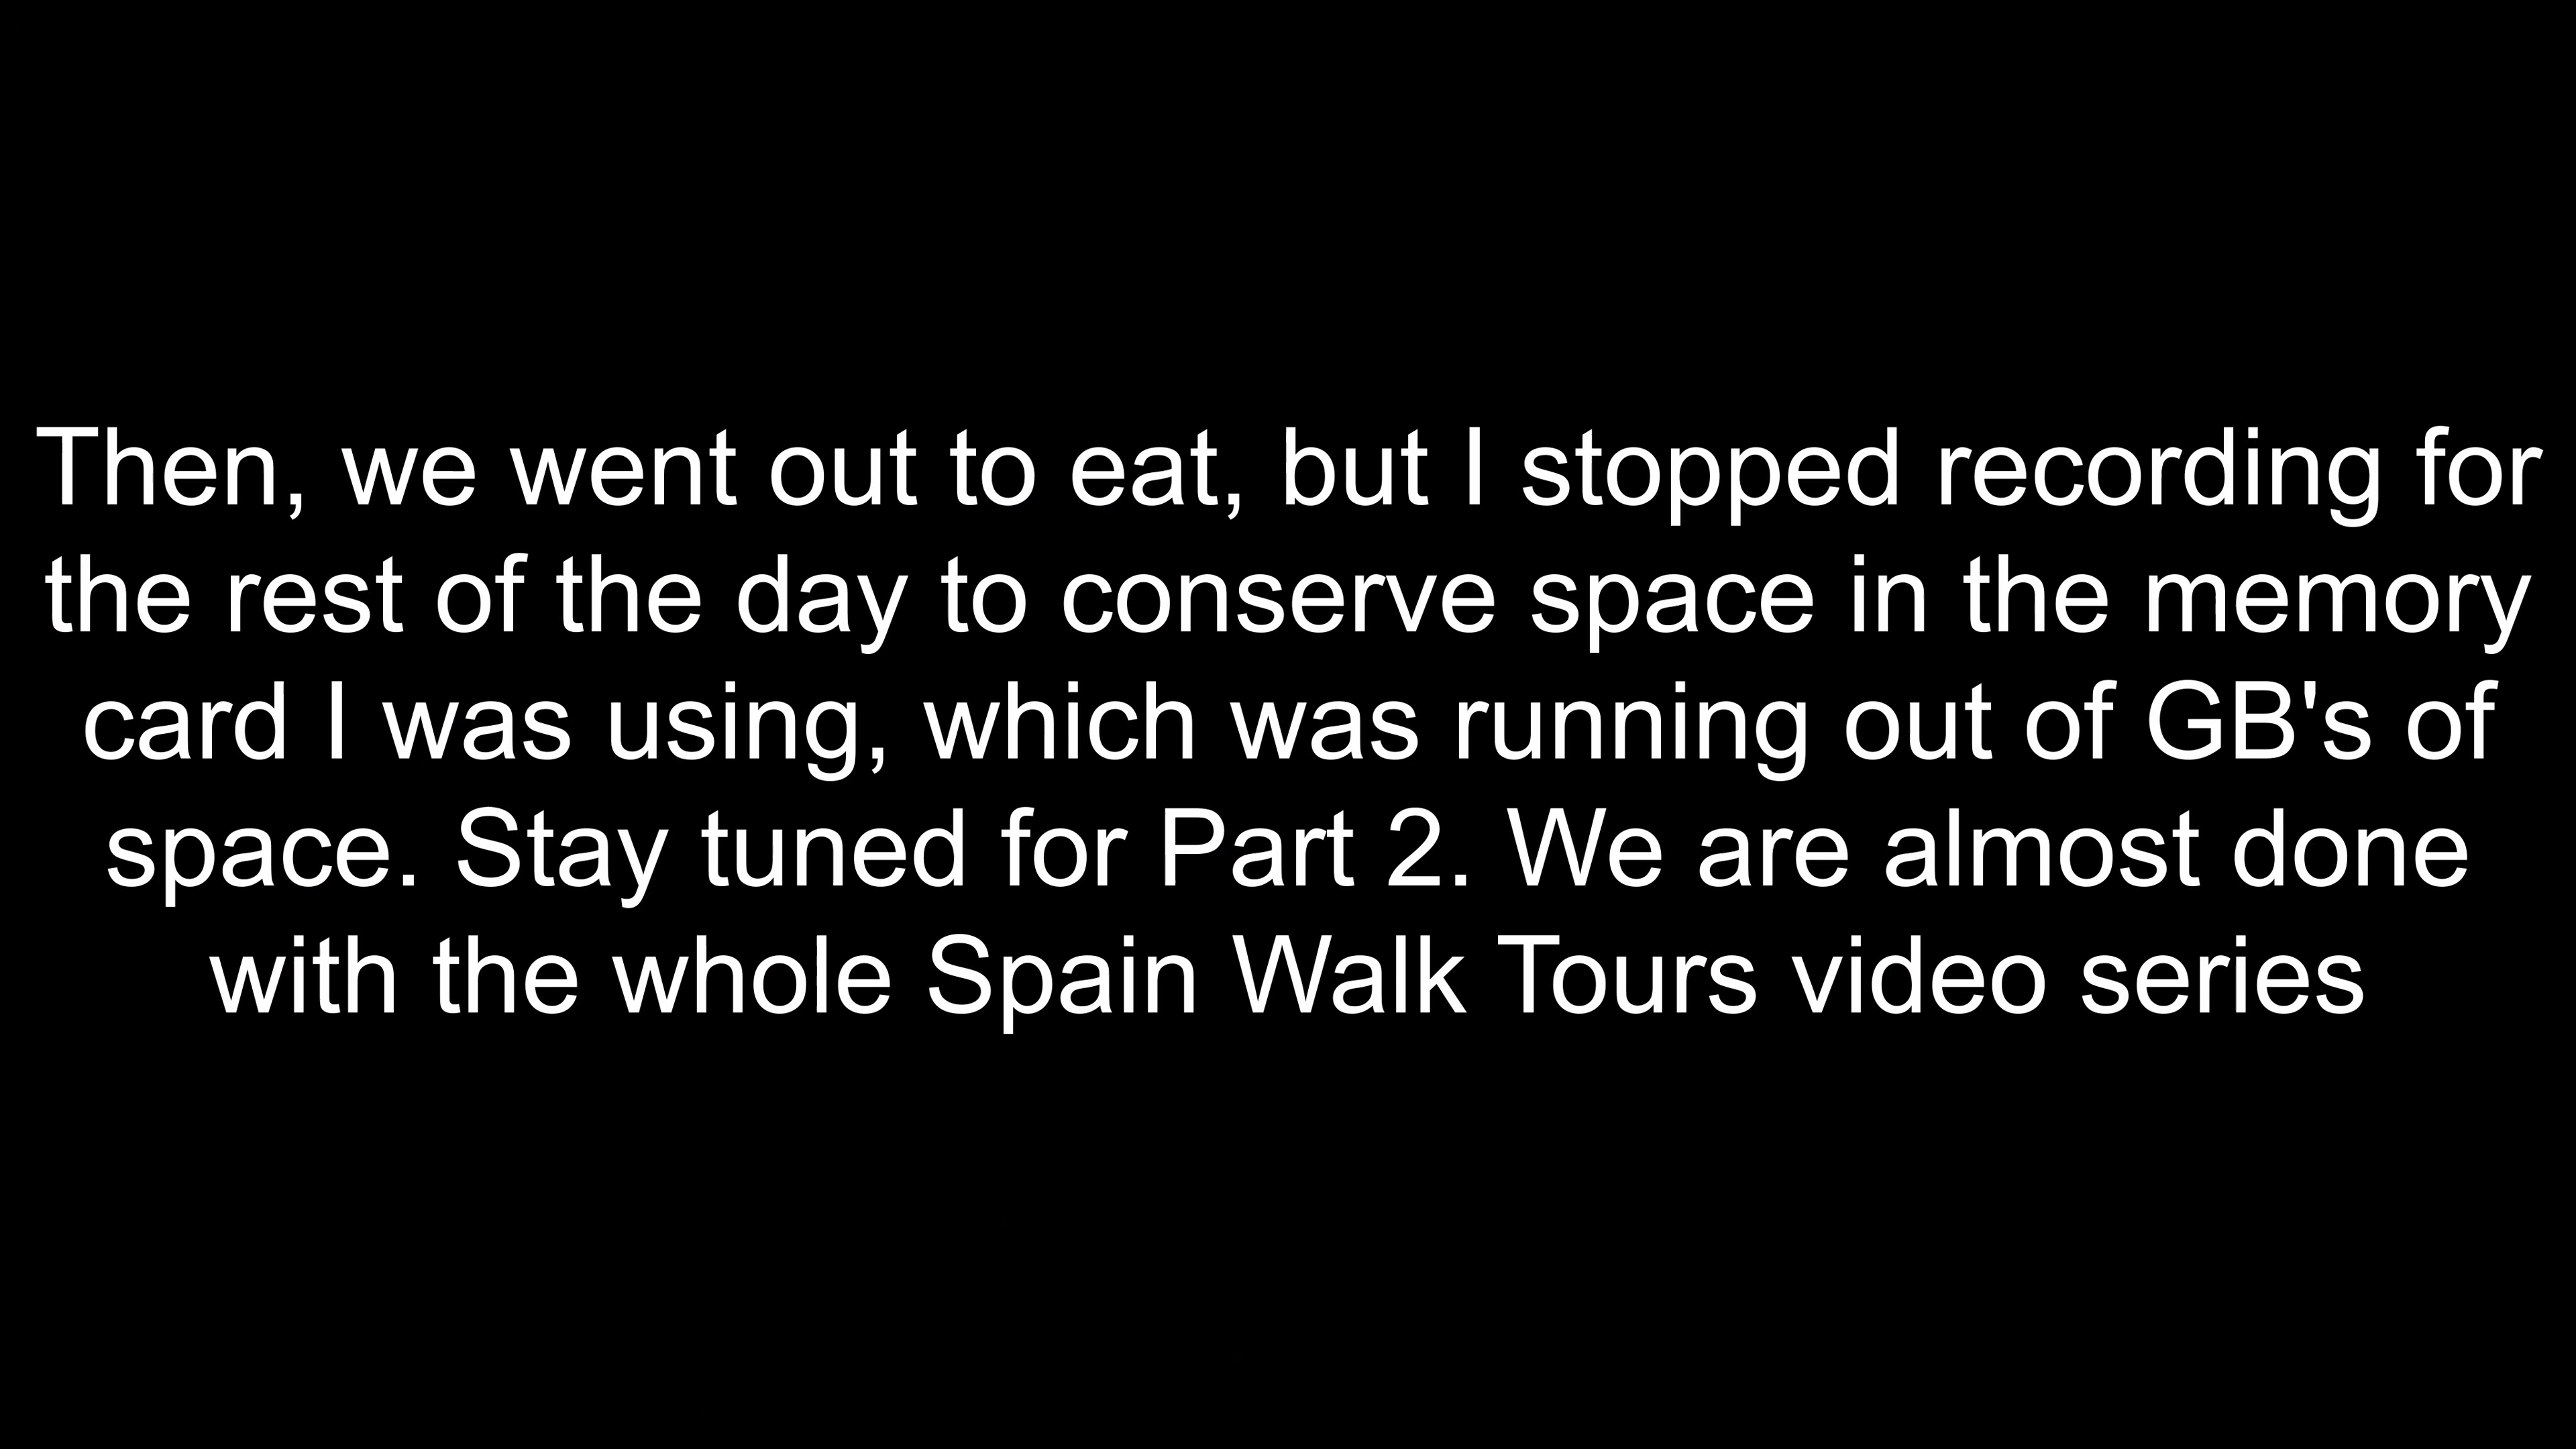 Then, we went out to eat, but I stopped recording for
the rest of the day to conserve space in the memory
card I was using, which was running out of GB's of
space. Stay tuned for Part 2. We are almost done
with the whole Spain Walk Tours video series